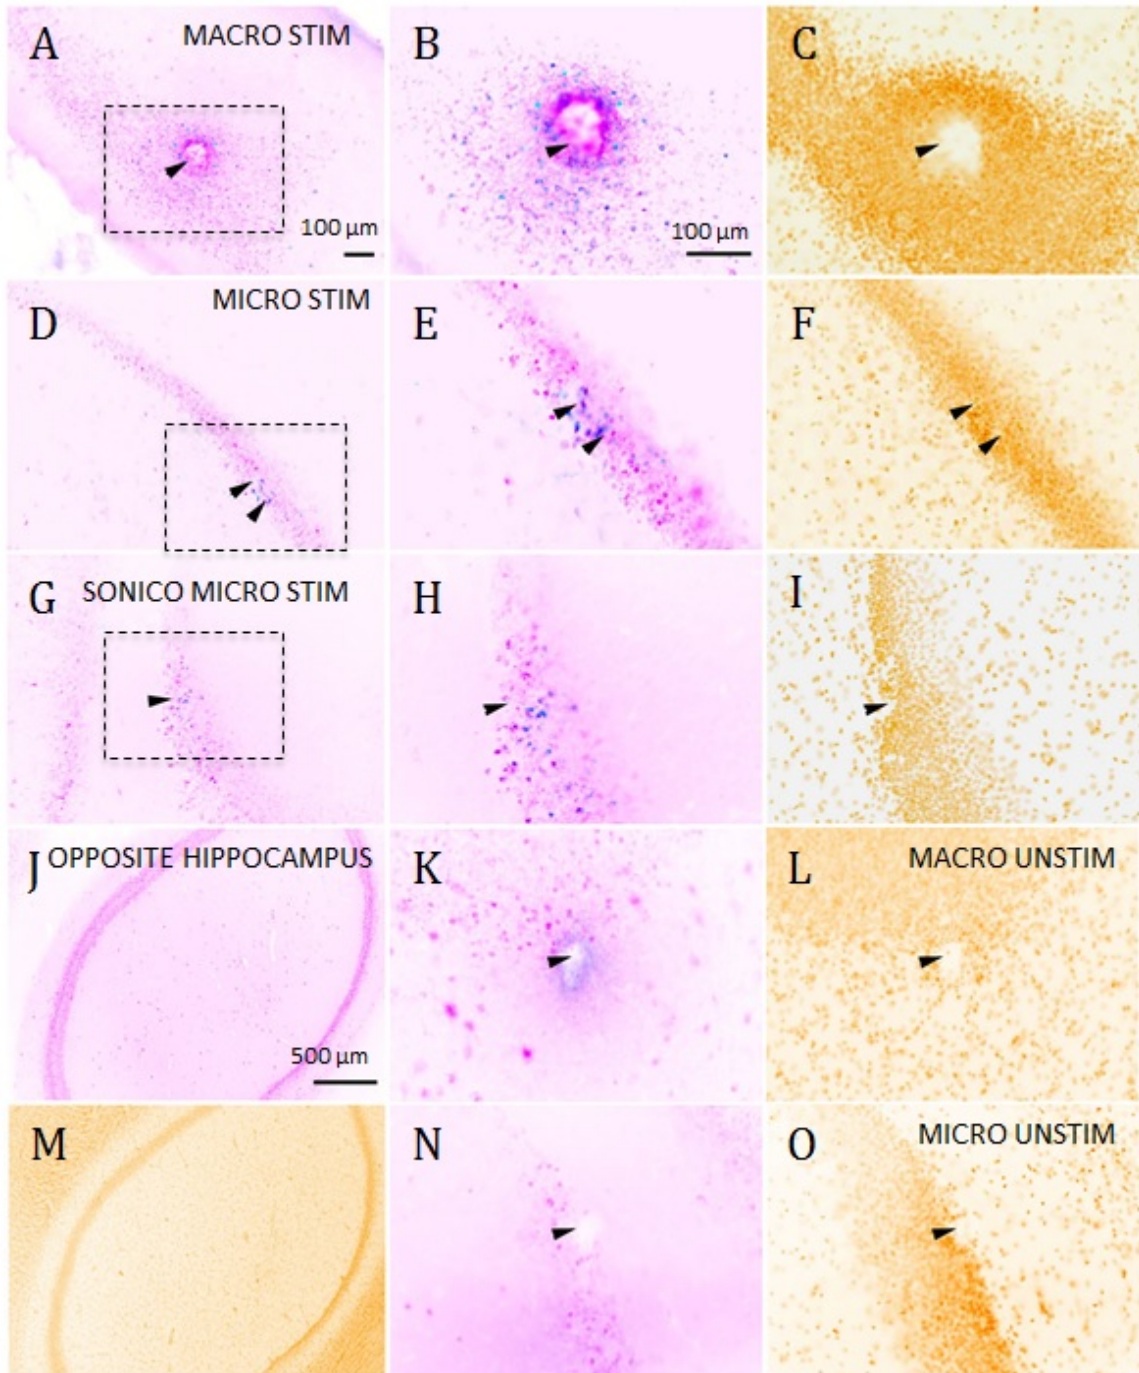 A MACRO STIM
100 µm
B
100 µm
C
D MICRO STIM
E
F
G SONICO MICRO STIM
H
I
J OPPOSITE HIPPOCAMPUS
500 µm
K
L MACRO UNSTIM
M
N
O MICRO UNSTIM